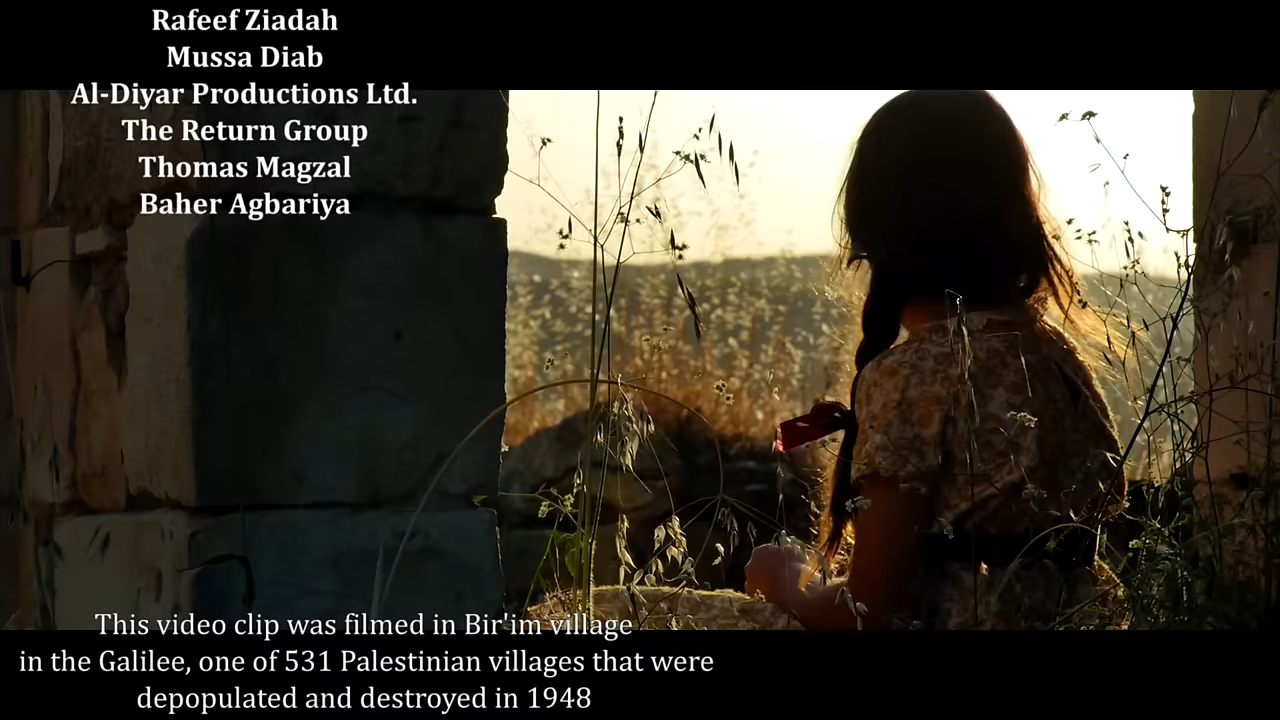 Rafeef Ziadah
Mussa Diab
Al-Diyar Productions Ltd.
The Return Group
Thomas Magzal
Baher Agbariya
This video clip was filmed in Bir'im village
in the Galilee, one of 531 Palestinian villages that were
depopulated and destroyed in 1948